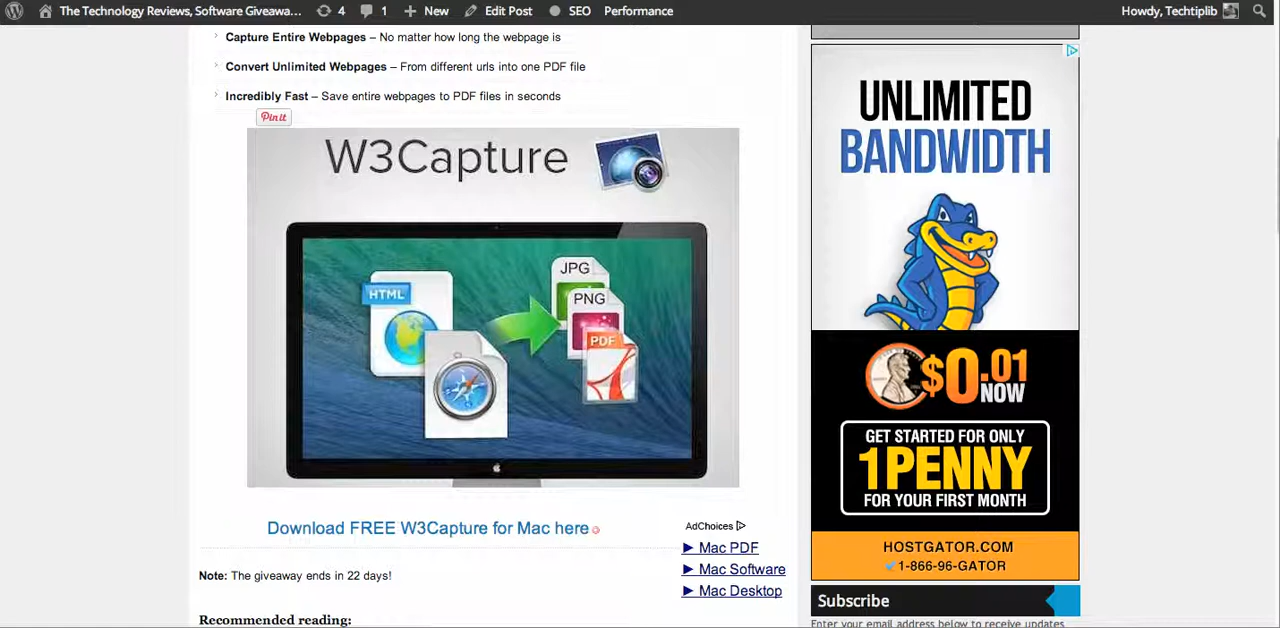 The Technology Reviews, Software Giveawa... 4 1 New Edit Post SEO Performance Howdy, Techtiplib
Capture Entire Webpages – No matter how long the webpage is
Convert Unlimited Webpages – From different urls into one PDF file
Incredibly Fast – Save entire webpages to PDF files in seconds
Pin it
W3Capture
HTML
JPG
PNG
PDF
Download FREE W3Capture for Mac here
Note: The giveaway ends in 22 days!
Recommended reading:
AdChoices
Mac PDF
Mac Software
Mac Desktop
UNLIMITED
BANDWIDTH
$0.01
NOW
GET STARTED FOR ONLY
1PENNY
FOR YOUR FIRST MONTH
HOSTGATOR.COM
1-866-96-GATOR
Subscribe
Enter your email address below to receive updates